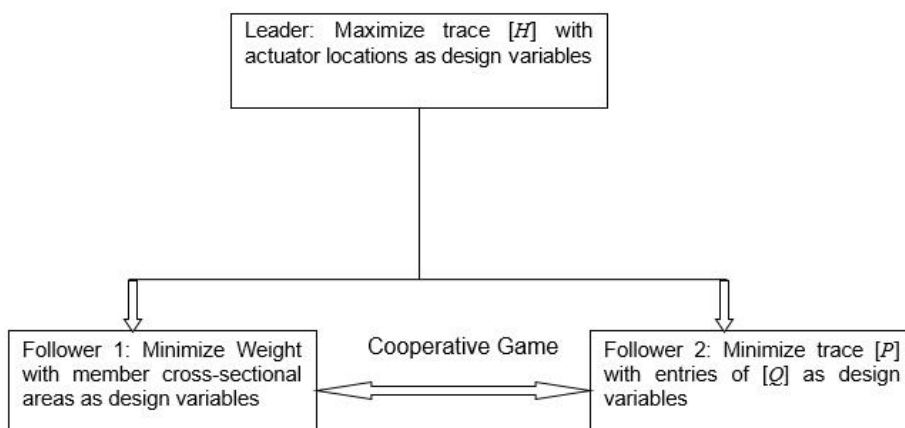 Leader: Maximize trace [H] with
actuator locations as design variables
Follower 1: Minimize Weight
with member cross-sectional
areas as design variables
Cooperative Game
Follower 2: Minimize trace [P]
with entries of [Q] as design
variables